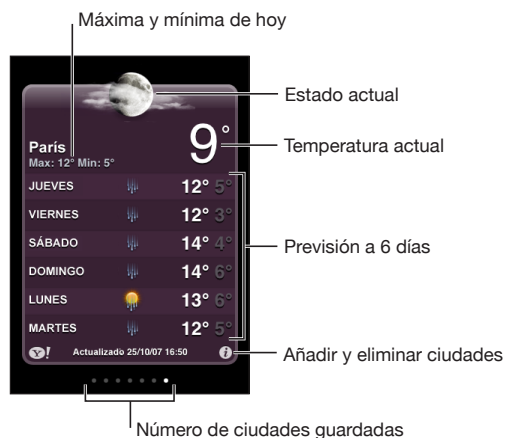 Máxima y mínima de hoy
Estado actual
9°
Temperatura actual
París
Max: 12° Min: 5°
JUEVES 12° 5°
VIERNES 12° 3°
SÁBADO 14° 4°
Previsión a 6 días
DOMINGO 14° 6°
LUNES 13° 6°
MARTES 12° 5°
Y! Actualizado 25/10/07 16:50 i
Añadir y eliminar ciudades
Número de ciudades guardadas